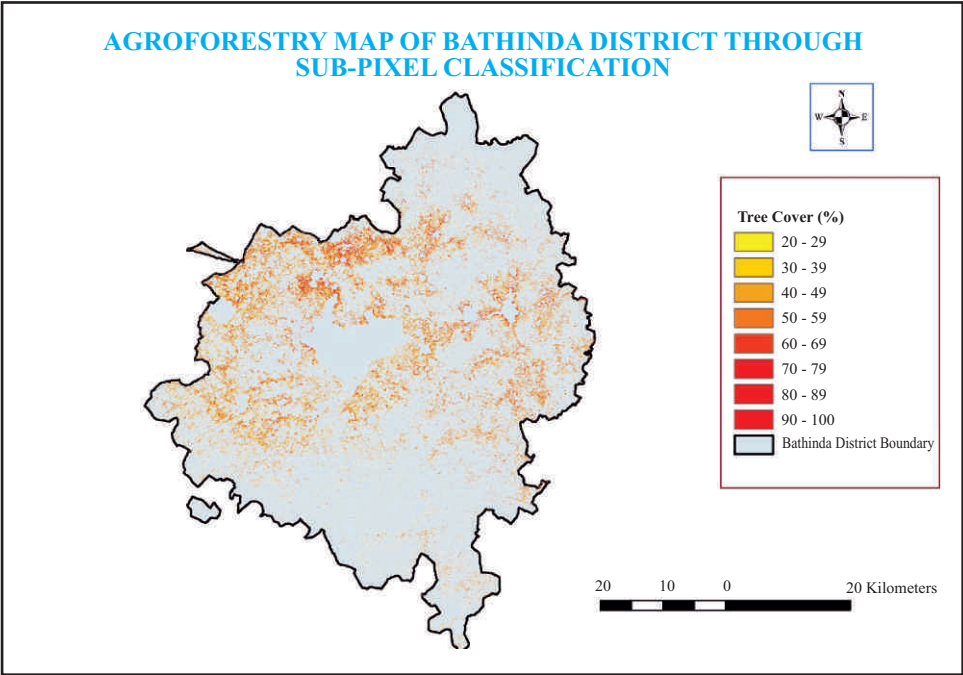 AGROFORESTRY MAP OF BATHINDA DISTRICT THROUGH
SUB-PIXEL CLASSIFICATION
N
W E
S
Tree Cover (%)
20 - 29
30 - 39
40 - 49
50 - 59
60 - 69
70 - 79
80 - 89
90 - 100
Bathinda District Boundary
20 10 0 20 Kilometers